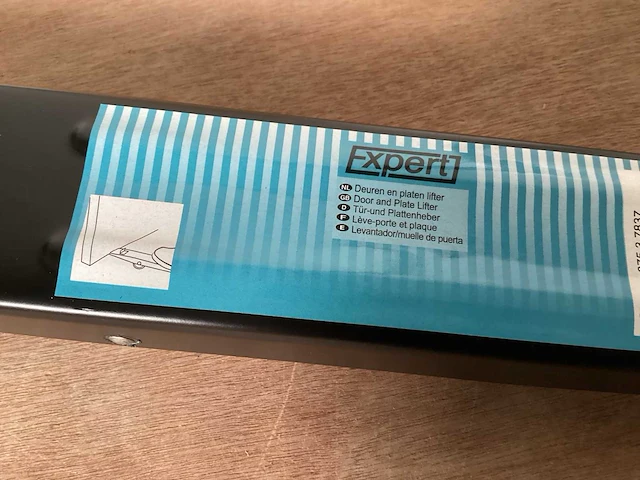 Expert
NL Deuren en platen lifter
GB Door and Plate Lifter
D Tür-und Plattenheber
F Lève-porte et plaque
E Levantador/muelle de puerta